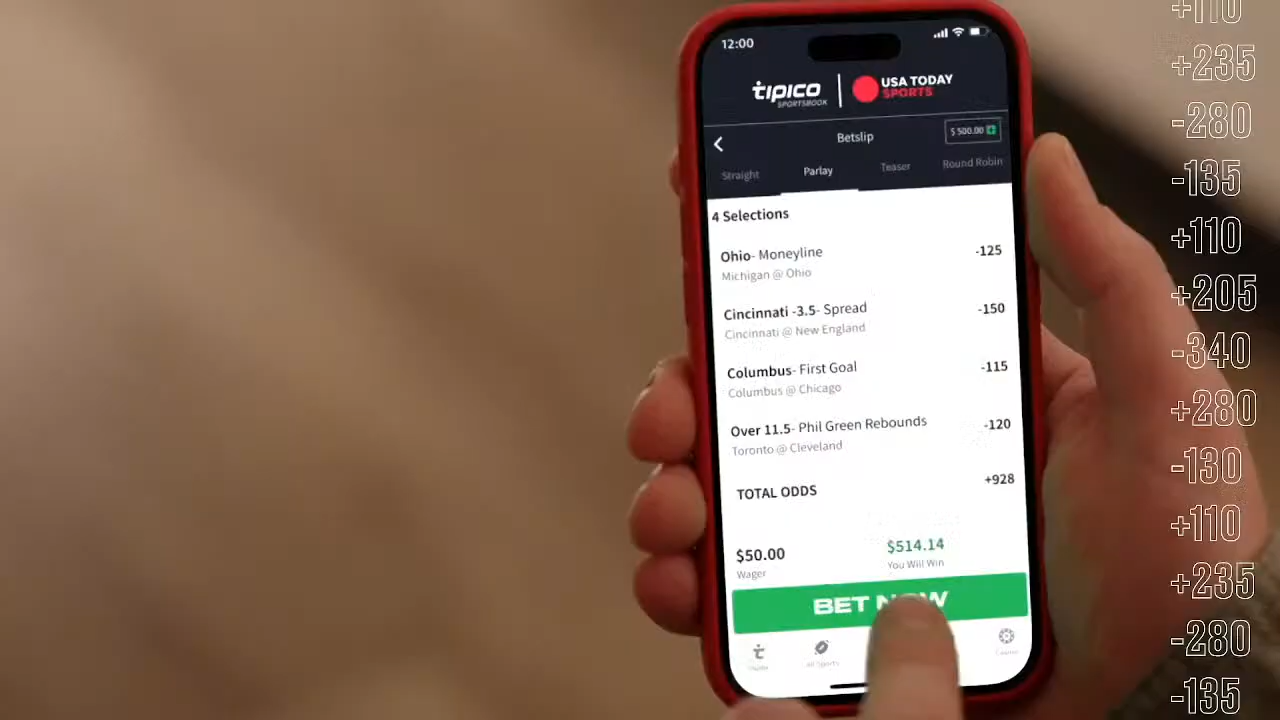 12:00
tipico
SPORTSBOOK
USA TODAY
SPORTS
Betslip
$ 500.00
Straight
Parlay
Teaser
Round Robin
4 Selections
Ohio- Moneyline
-125
Michigan @ Ohio
Cincinnati -3.5- Spread
-150
Cincinnati @ New England
Columbus- First Goal
-115
Columbus @ Chicago
Over 11.5- Phil Green Rebounds
-120
Toronto @ Cleveland
TOTAL ODDS
+928
$50.00
Wager
$514.14
You Will Win
BET NOW
All Sports
Casino
+110
+235
-280
-135
+110
+205
-340
+280
-130
+110
+235
-280
-135